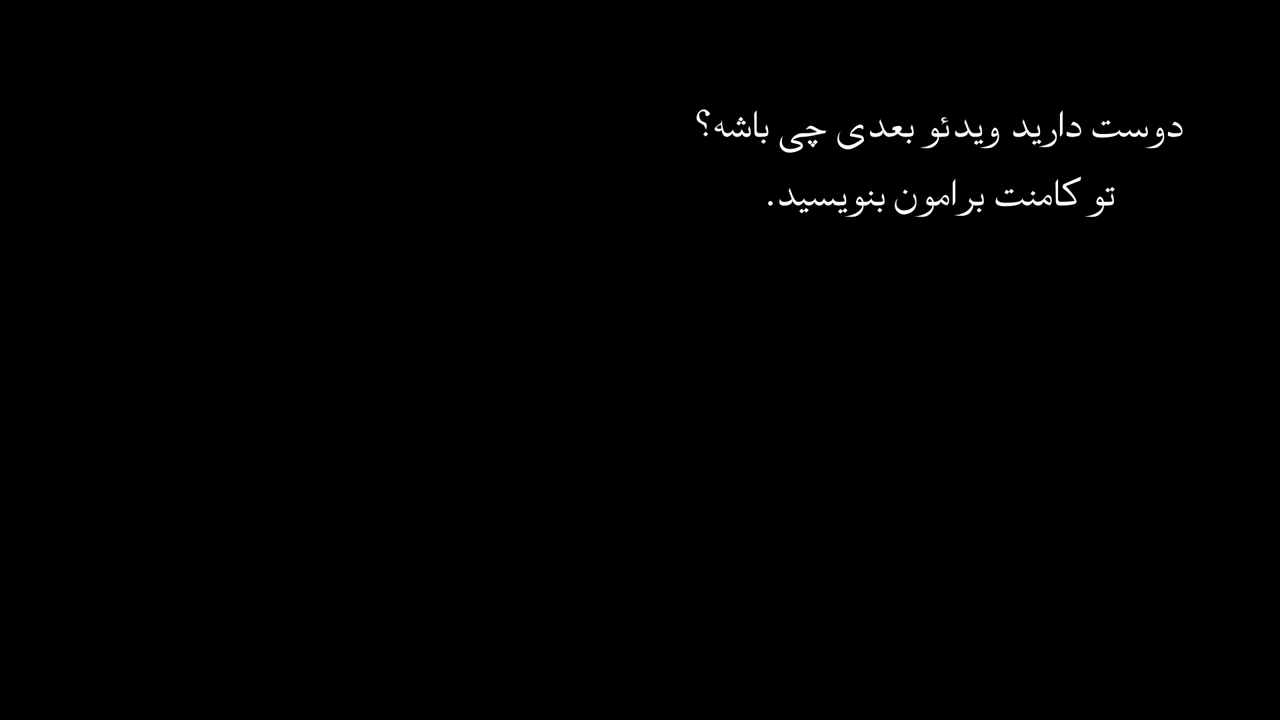 دوست دارید ویدئو بعدی چی باشه؟
تو کامنت برامون بنویسید.